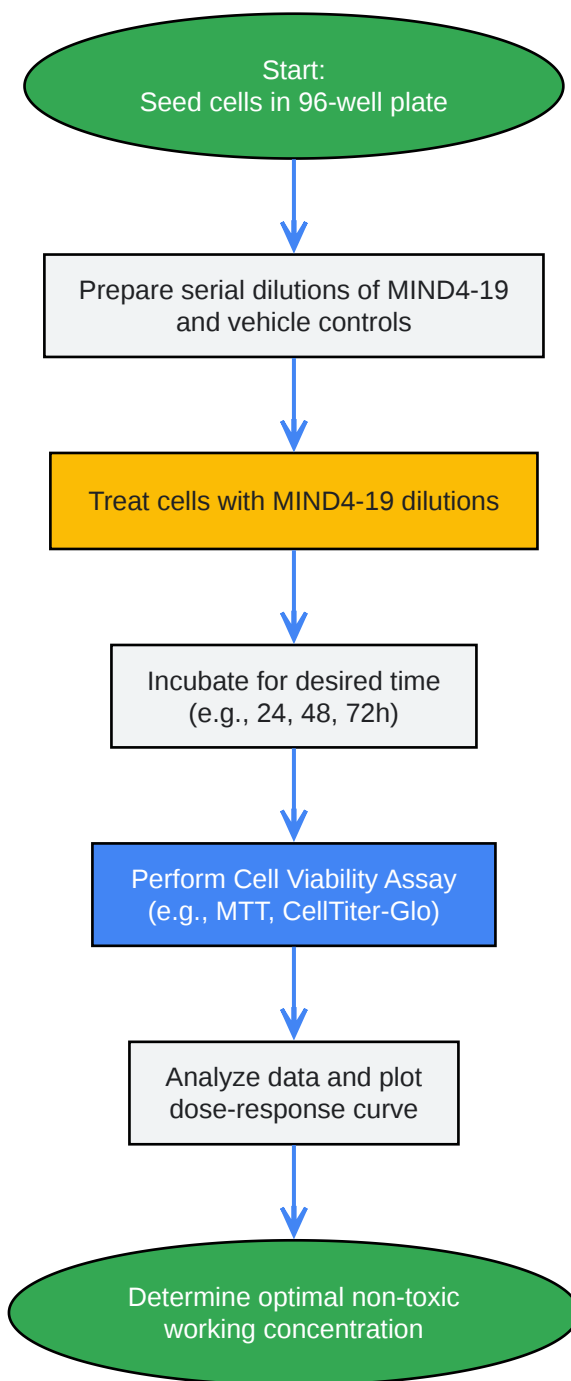 Start:
Seed cells in 96-well plate
Prepare serial dilutions of MIND4-19
and vehicle controls
Treat cells with MIND4-19 dilutions
Incubate for desired time
(e.g., 24, 48, 72h)
Perform Cell Viability Assay
(e.g., MTT, CellTiter-Glo)
Analyze data and plot
dose-response curve
Determine optimal non-toxic
working concentration